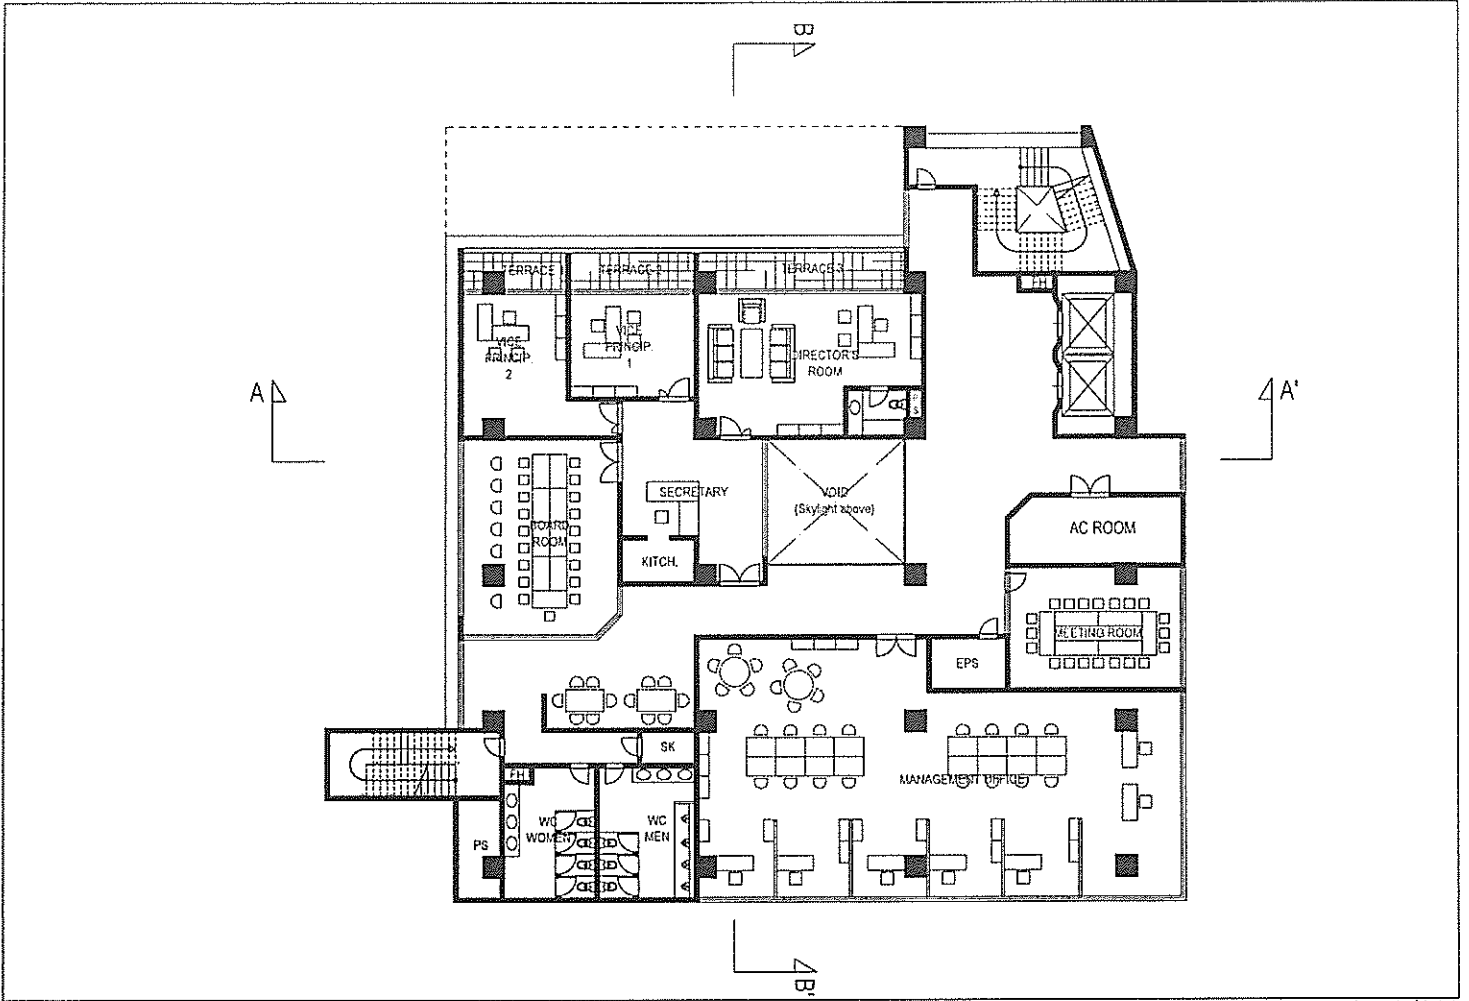 B
TERRACE 1
TERRACE 2
TERRACE 3
FH
VICE
PRINCIP.
2
VICE
PRINCIP.
1
DIRECTOR'S
ROOM
P
S
A
A'
SECRETARY
VOID
(Skylight above)
BOARD
ROOM
KITCH.
AC ROOM
MEETING ROOM
EPS
SK
FH
MANAGEMENT OFFICE
WC
WOMEN
WC
MEN
PS
B'